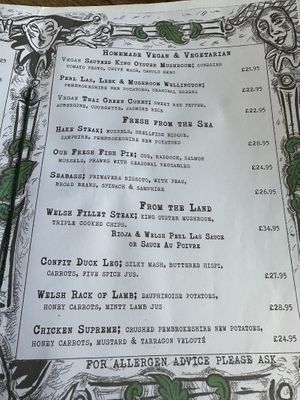 Homemade Vegan & Vegetarian
Vegan Sauteed King Oyster Mushroom; sundried
tomato pesto, chive mash, cavolo nero £21.95
Perl Las, Leek & Mushroom Wellington;
Pembrokeshire new potatoes, seasonal greens £22.95
Vegan Thai Green Curry; sweet red pepper,
aubergine, courgette, jasmine rice £22.95
Fresh from the Sea
Hake Steak; mussels, shellfish bisque,
samphire, Pembrokeshire new potatoes £28.95
Our Fresh Fish Pie; cod, haddock, salmon
mussels, prawns with seasonal vegetables £24.95
Seabass; primavera rissoto, with peas,
broad beans, spinach & samphire £26.95
From the Land
Welsh Fillet Steak; king oyster mushroom,
triple cooked chips. £34.95
Rioja & Welsh Perl Las Sauce
or Sauce Au Poivre
Confit Duck Leg; silky mash, buttered hispi,
carrots, five spice jus. £27.95
Welsh Rack of Lamb; dauphinoise potatoes,
honey carrots, minty lamb jus £28.95
Chicken Supreme; crushed Pembrokeshire new potatoes,
honey carrots, mustard & tarragon velouté £24.95
FOR ALLERGEN ADVICE PLEASE ASK